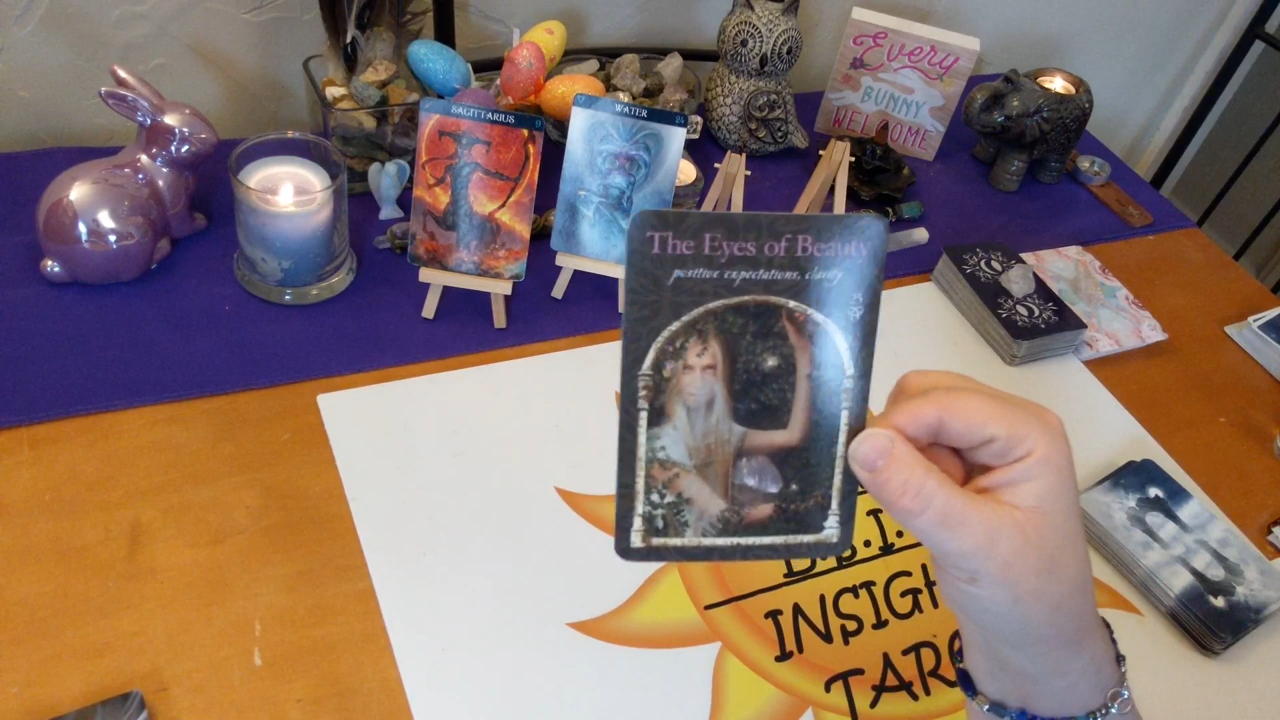 SAGITTARIUS 9
WATER 24
Every
BUNNY
WELCOME
The Eyes of Beauty
positive expectations, clarity
INSIGH
TARO